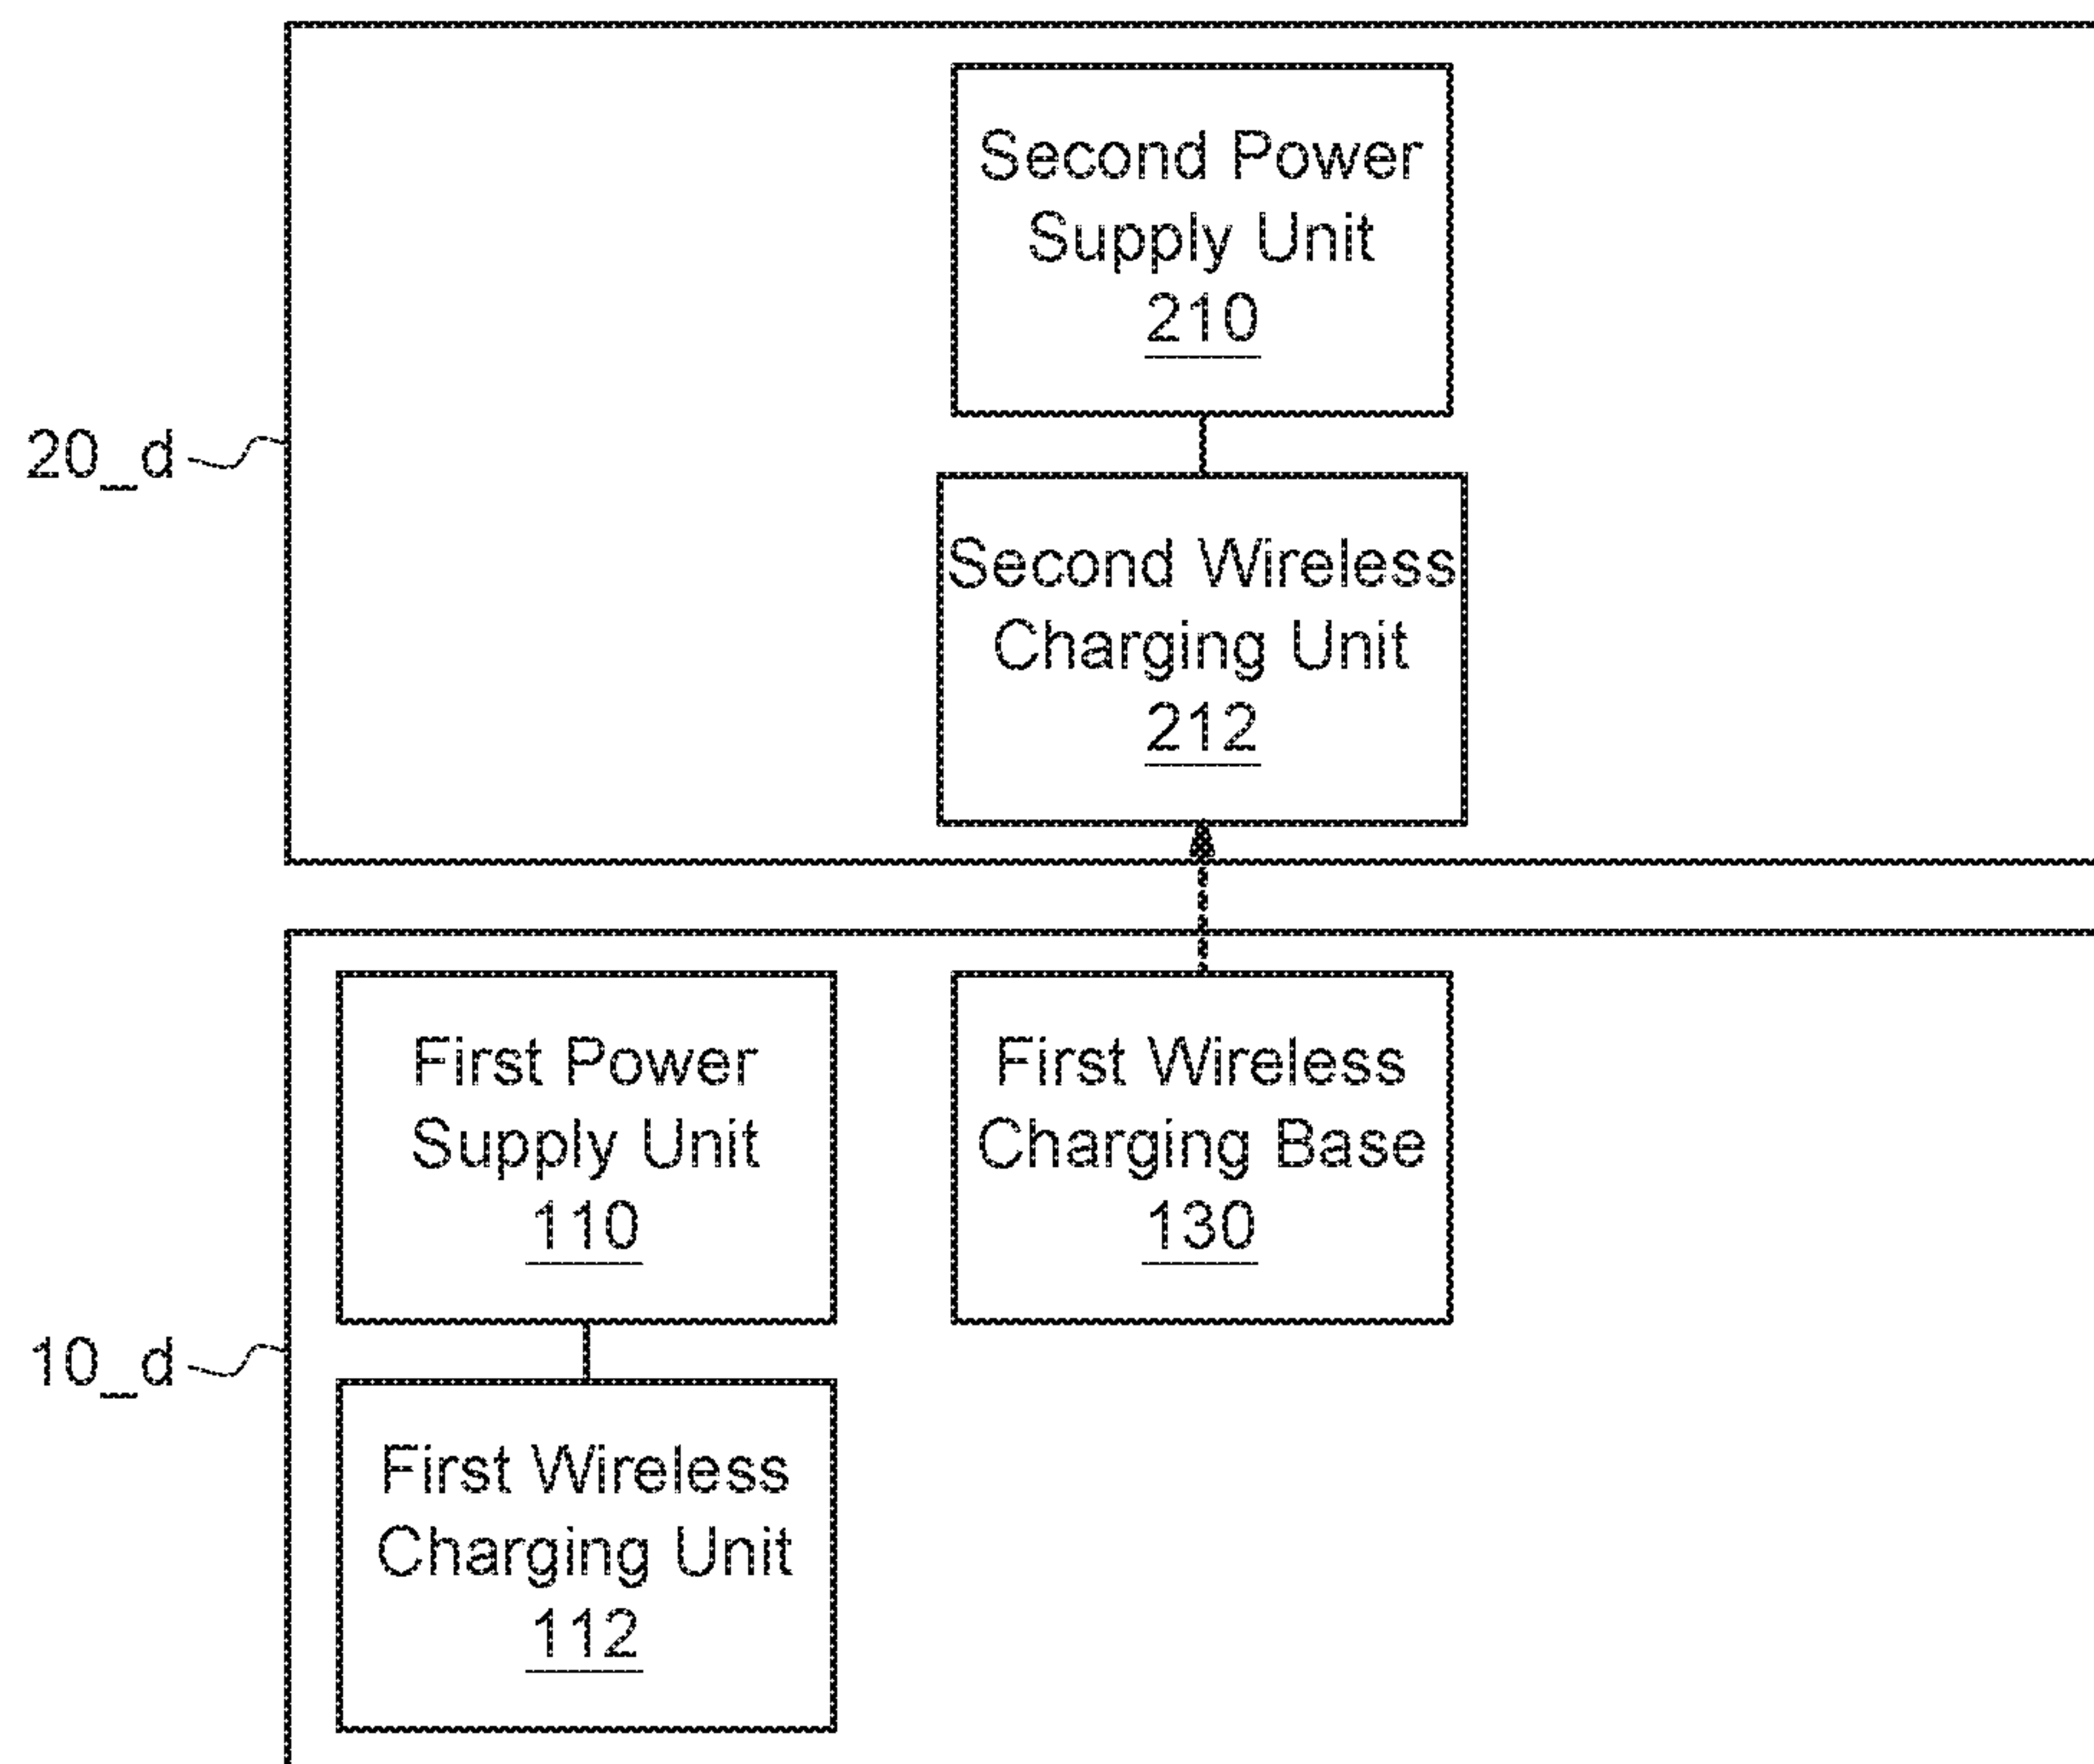 Second Power
Supply Unit
210
20_d
Second Wireless
Charging Unit
212
First Power
Supply Unit
110
First Wireless
Charging Base
130
10_d
First Wireless
Charging Unit
112